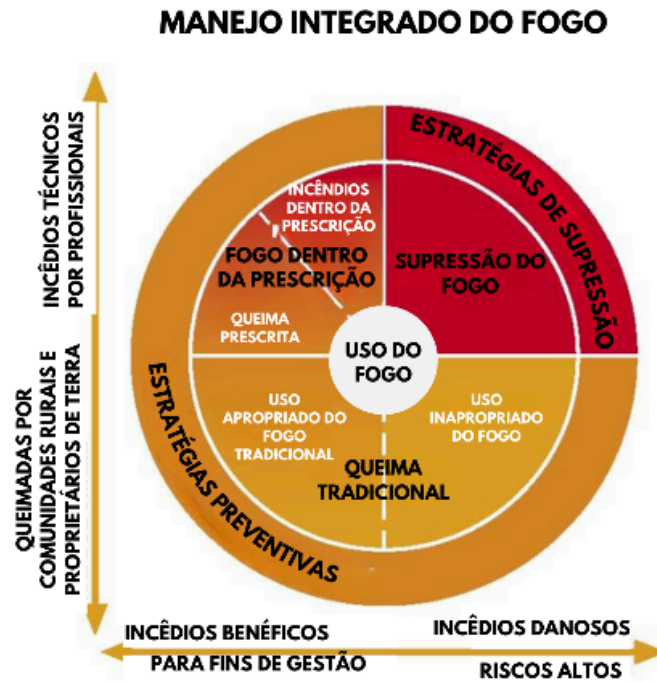 MANEJO INTEGRADO DO FOGO
INCÊDIOS TÉCNICOS
POR PROFISSIONAIS
QUEIMADAS POR
COMUNIDADES RURAIS E
PROPRIETÁRIOS DE TERRA
ESTRATÉGIAS DE SUPRESSÃO
INCÊNDIOS
DENTRO DA
PRESCRIÇÃO
FOGO DENTRO
DA PRESCRIÇÃO
QUEIMA
PRESCRITA
SUPRESSÃO DO
FOGO
USO DO
FOGO
USO
APROPRIADO DO
FOGO
TRADICIONAL
USO
INAPROPRIADO
DO FOGO
QUEIMA
TRADICIONAL
ESTRATÉGIAS PREVENTIVAS
INCÊDIOS BENÉFICOS
PARA FINS DE GESTÃO
INCÊDIOS DANOSOS
RISCOS ALTOS